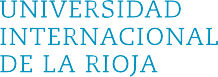 UNIVERSIDAD
INTERNACIONAL
DE LA RIOJA